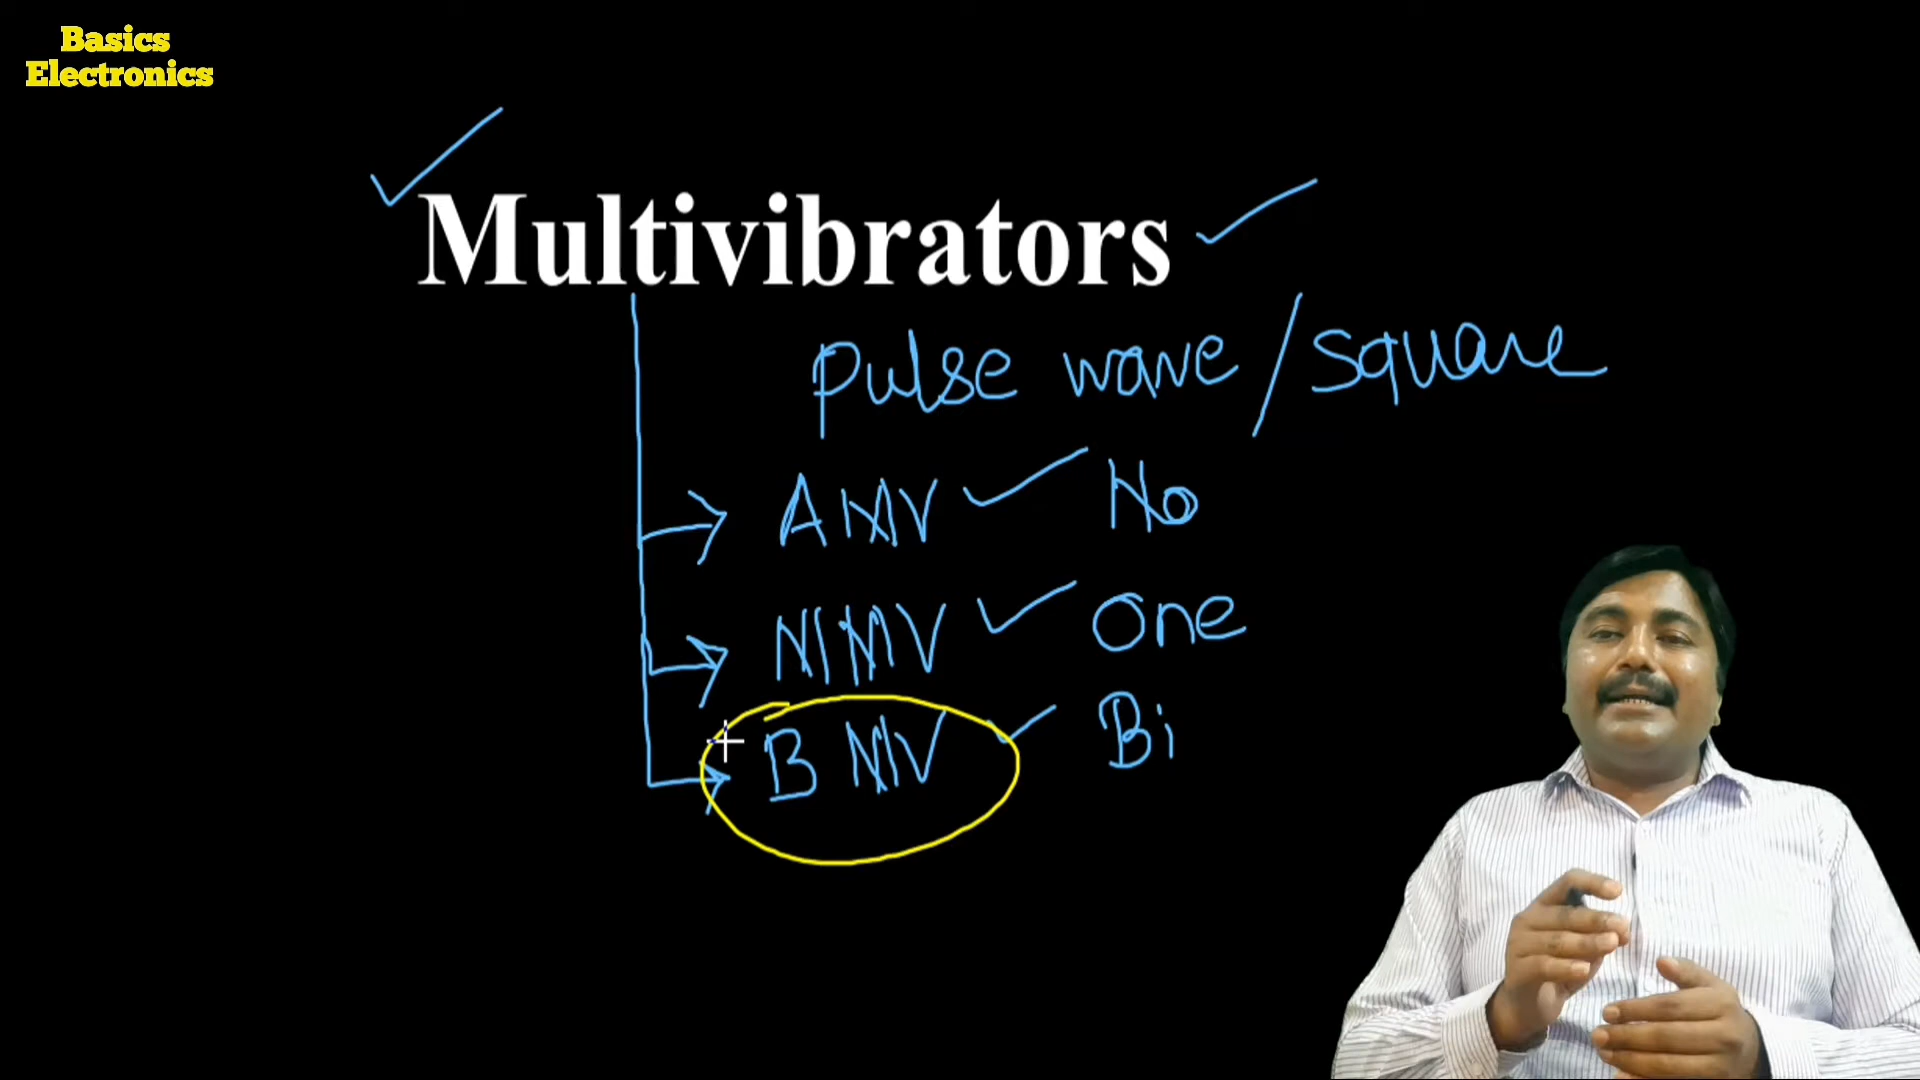 Basics
Electronics
Multivibrators
pulse wave / square
AMV No
MMV One
BMV Bi